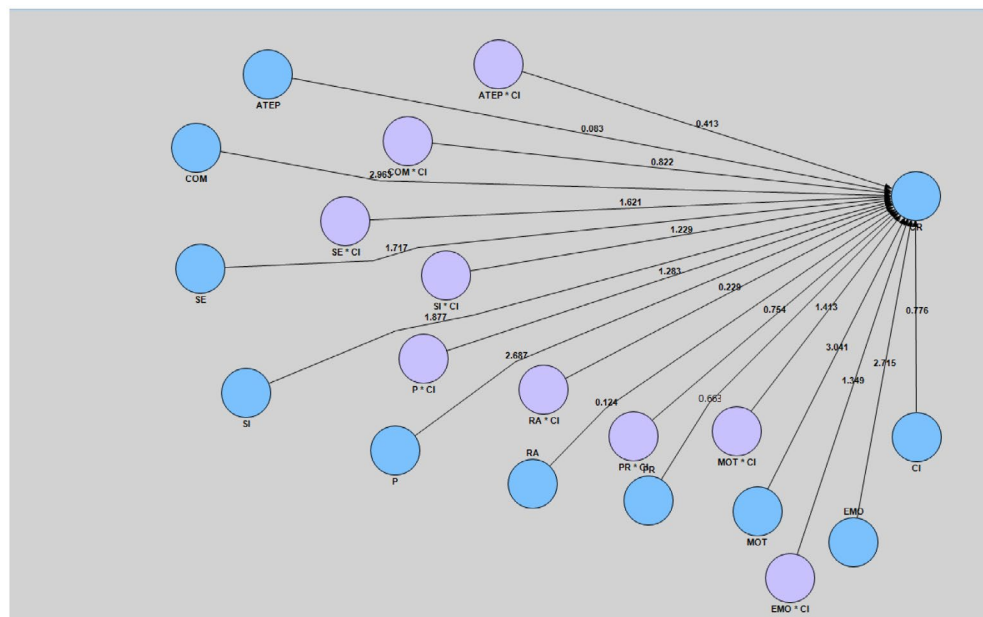 ATEP
ATEP * CI
0.083
0.413
COM
COM * CI
2.963
0.822
SE * CI
1.621
CR
SE
1.717
SI * CI
1.229
1.283
0.229
SI
1.877
P * CI
0.754
1.413
0.776
P
2.687
RA * CI
3.041
2.715
1.349
0.124
0.663
RA
PR * CI
PR
MOT * CI
CI
MOT
EMO
EMO * CI